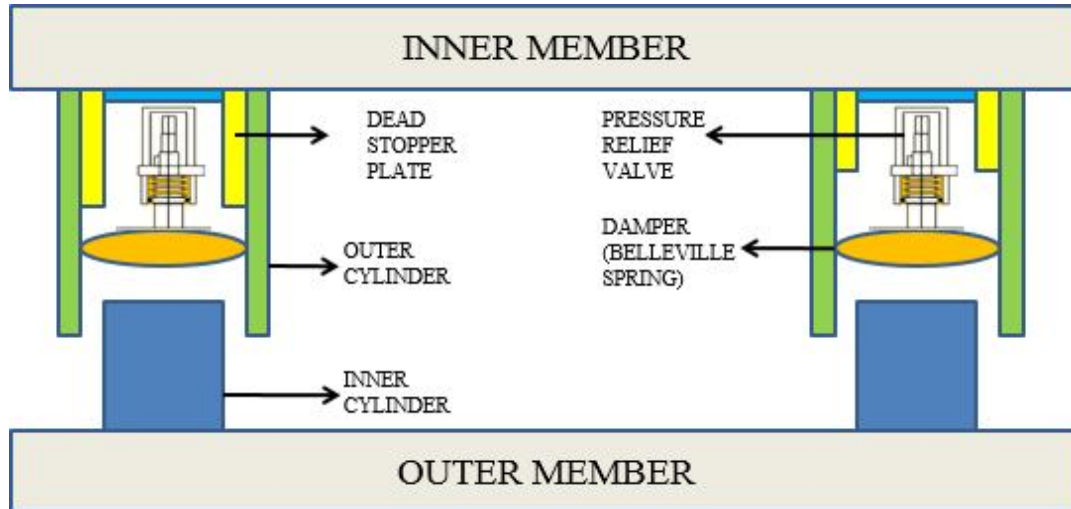 INNER MEMBER
DEAD
STOPPER
PLATE
PRESSURE
RELIEF
VALVE
OUTER
CYLINDER
DAMPER
(BELLEVILLE
SPRING)
INNER
CYLINDER
OUTER MEMBER